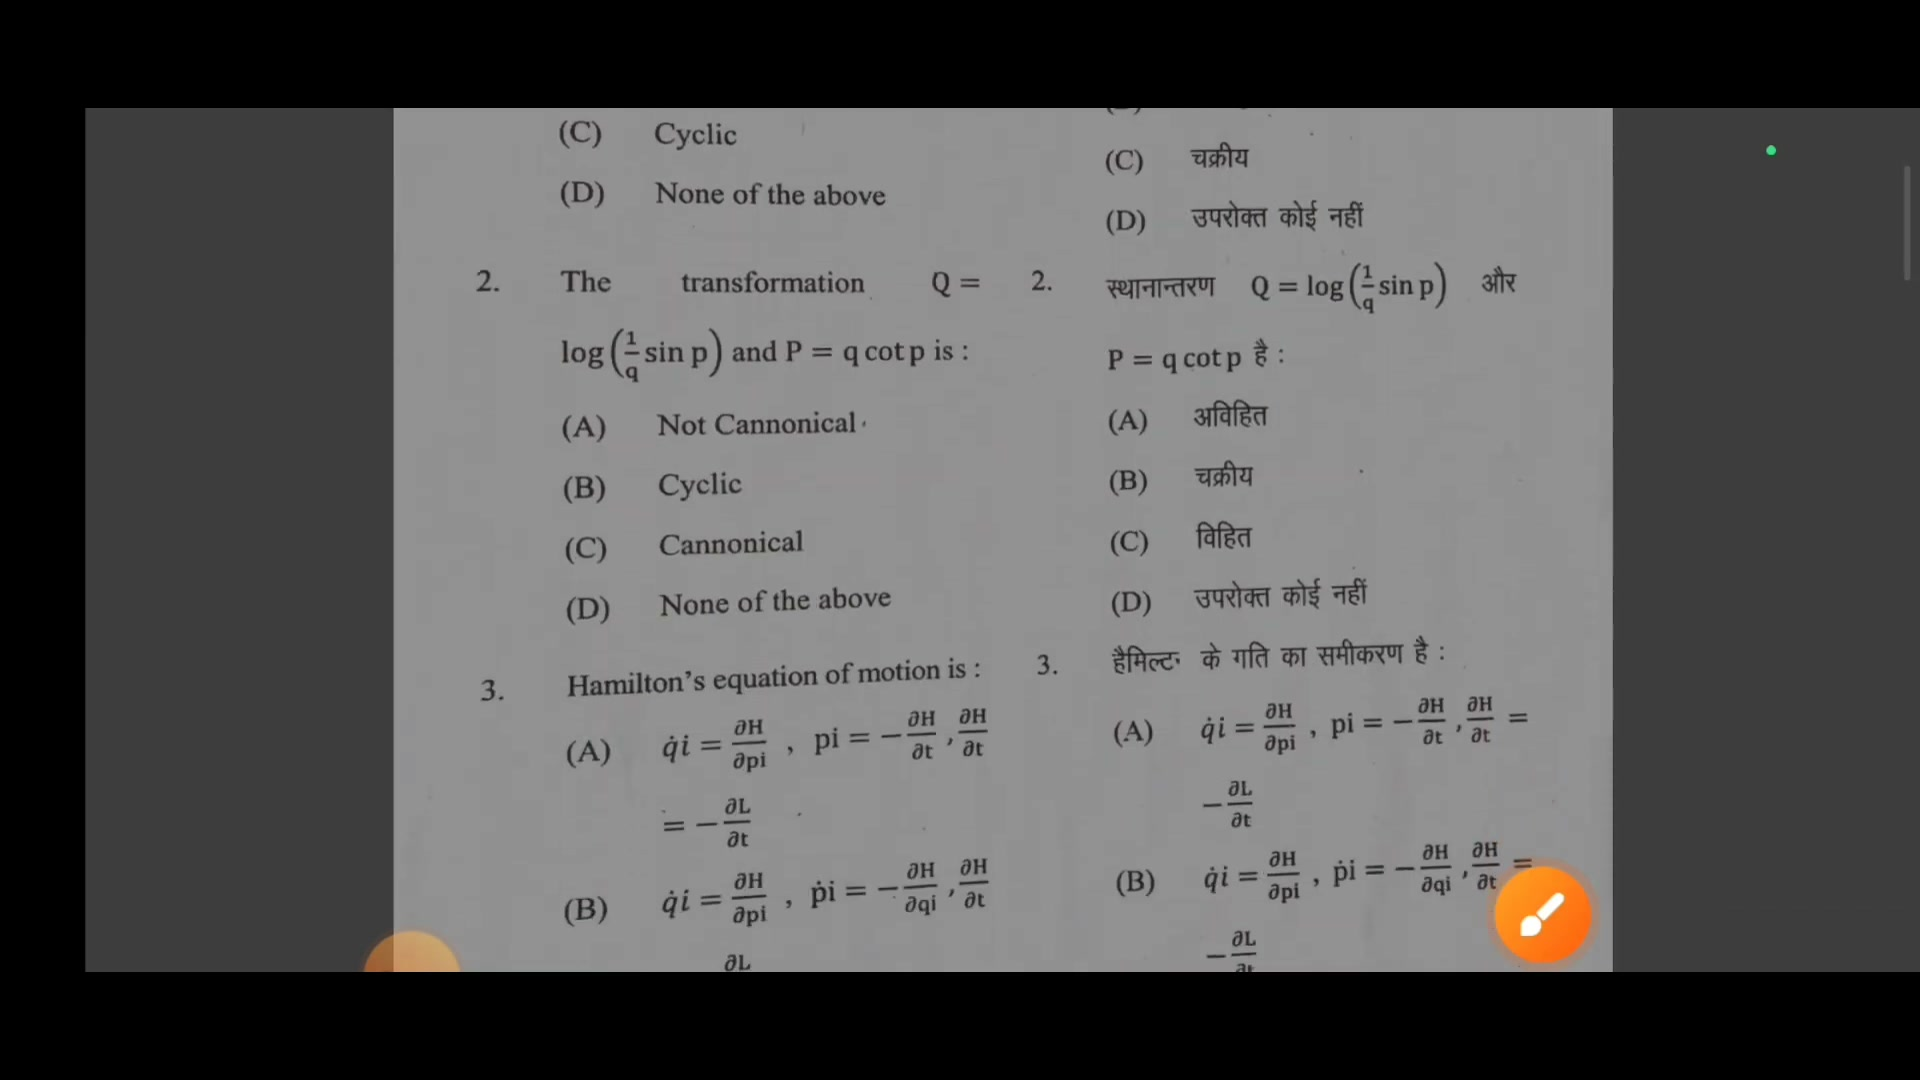 (C) Cyclic
(D) None of the above
2. The transformation Q =
log(1/q sin p) and P = q cot p is :
(A) Not Cannonical
(B) Cyclic
(C) Cannonical
(D) None of the above
3. Hamilton's equation of motion is :
(A) q̇i = ∂H/∂pi , pi = −∂H/∂t , ∂H/∂t
= −∂L/∂t
(B) q̇i = ∂H/∂pi , ṗi = −∂H/∂qi , ∂H/∂t
∂L
(C) चक्रीय
(D) उपरोक्त कोई नहीं
2. स्थानान्तरण Q = log(1/q sin p) और
P = q cot p है :
(A) अविहित
(B) चक्रीय
(C) विहित
(D) उपरोक्त कोई नहीं
3. हैमिल्टन के गति का समीकरण है :
(A) q̇i = ∂H/∂pi , pi = −∂H/∂t , ∂H/∂t =
−∂L/∂t
(B) q̇i = ∂H/∂pi , ṗi = −∂H/∂qi , ∂H/∂t =
−∂L/∂t